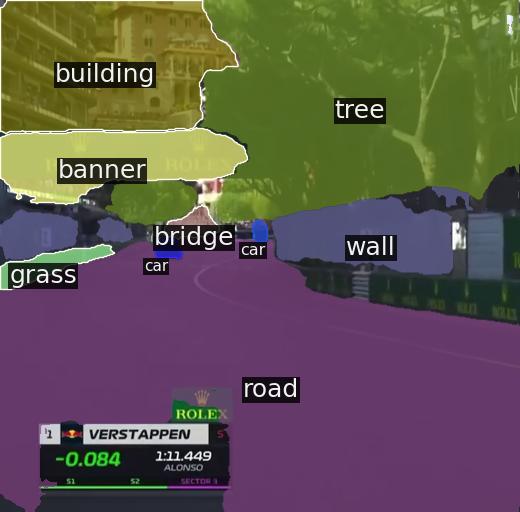 building
tree
banner
ROLEX
bridge
car
car
wall
grass
road
ROLEX
1 VERSTAPPEN S
-0.084 1:11.449
ALONSO
S1 S2 SECTOR 3